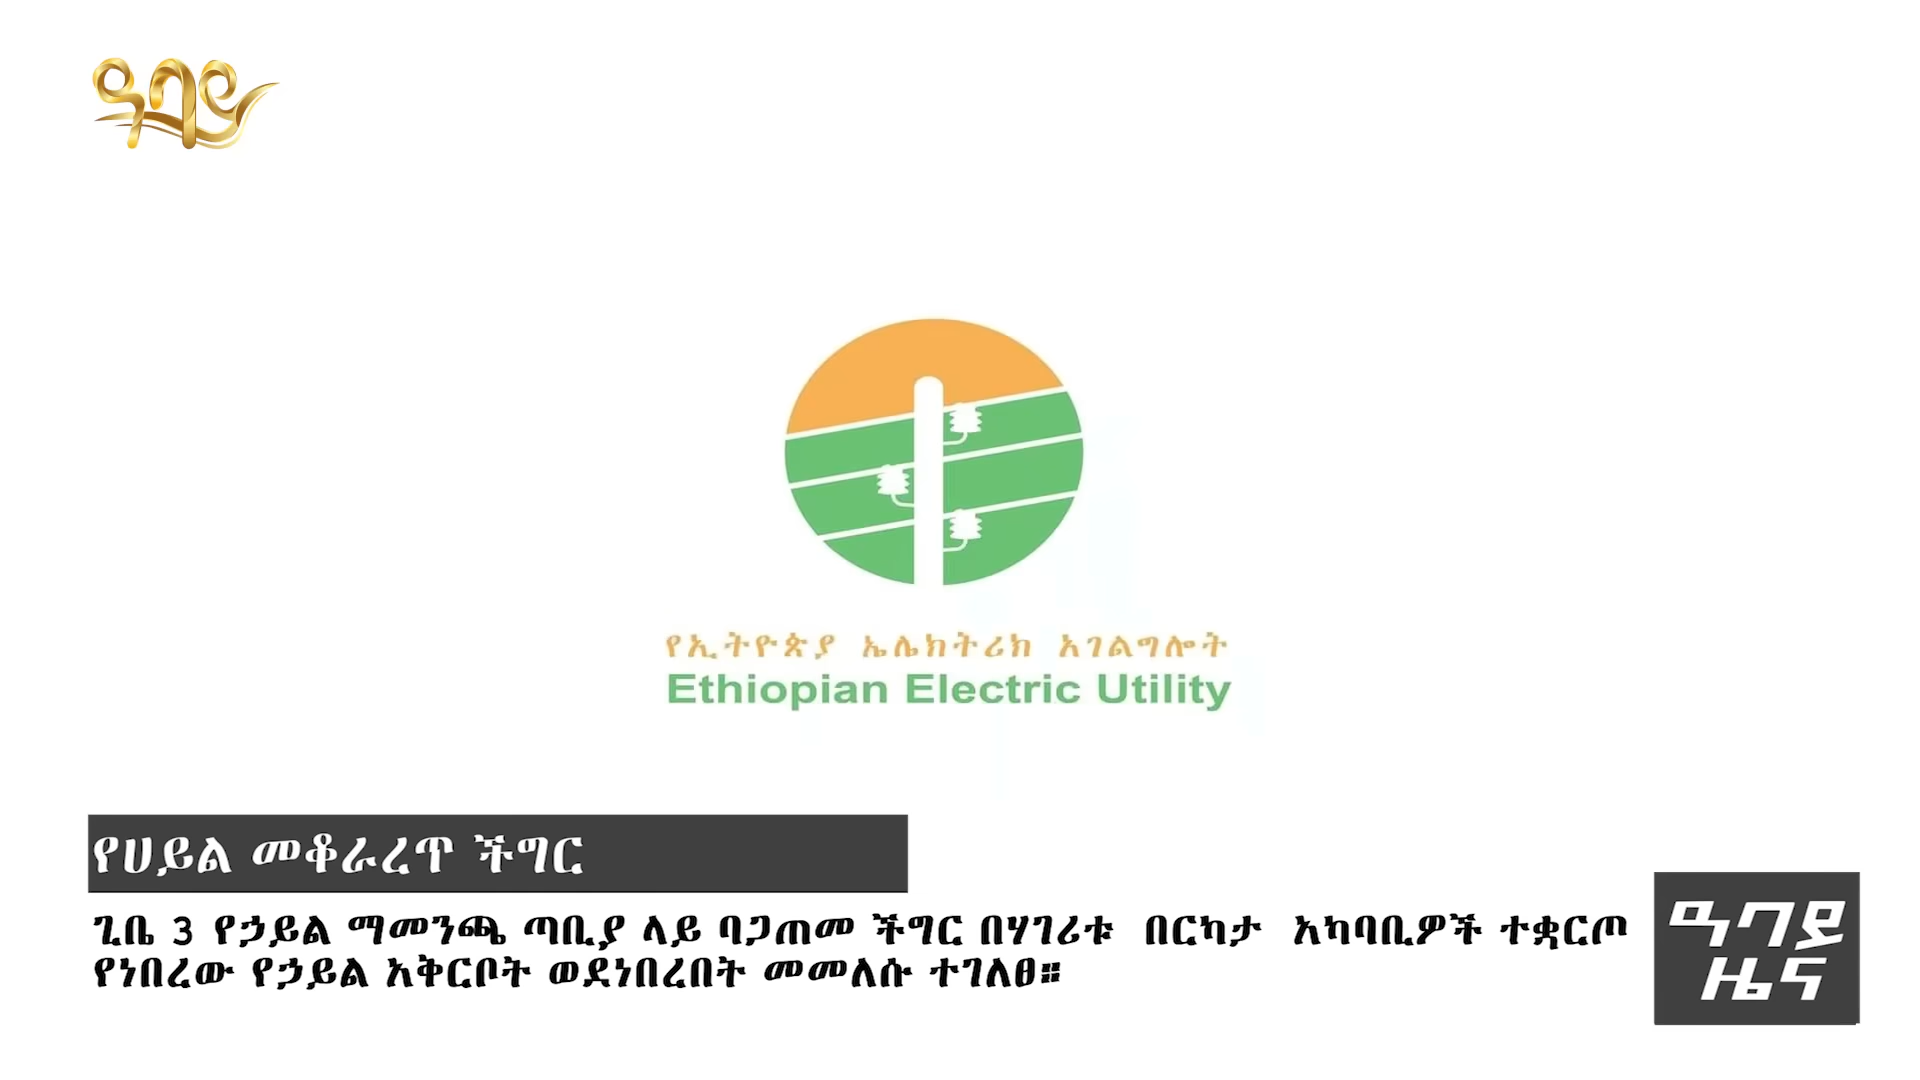 ዓባይ
የኢትዮጵያ ኤሌክትሪክ አገልግሎት
Ethiopian Electric Utility
የሀይል መቆራረጥ ችግር
ጊቤ 3 የኃይል ማመንጫ ጣቢያ ላይ ባጋጠመ ችግር በሃገሪቱ በርካታ አካባቢዎች ተቋርጦ
የነበረው የኃይል አቅርቦት ወደነበረበት መመለሱ ተገለፀ።
ዓባይ
ዜና